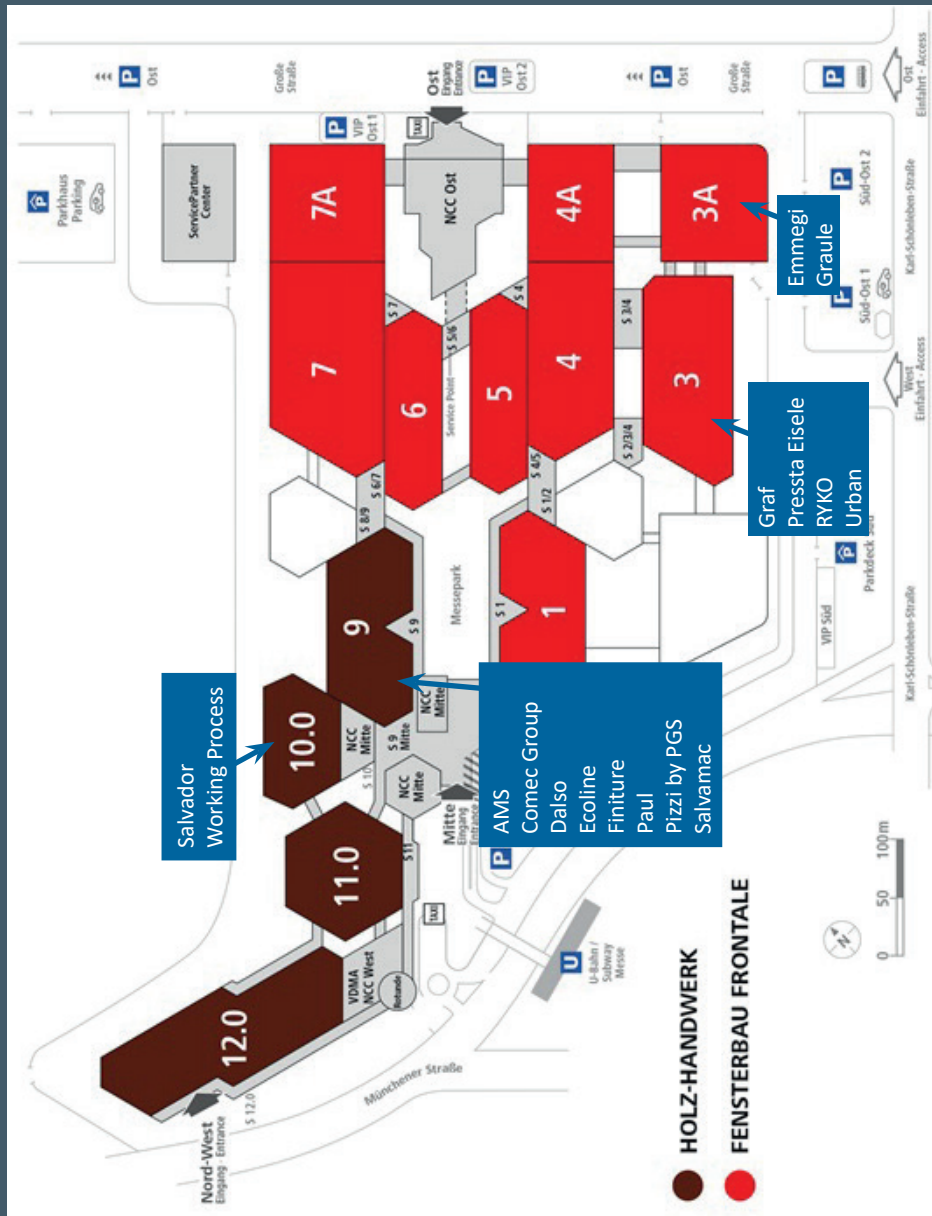 P Ost
Große
Straße
Ost
Eingang
Entrance
P
VIP
Ost 2
P Ost
Große
Straße
P
Ost
Einfahrt - Access
Parkhaus
Parking
P
ServicePartner
Center
P
VIP
Ost 1
TAXI
NCC Ost
7A
4A
3A
Süd-Ost 2
P
Karl-Schönleben-Straße
Emmegi
Graule
P
Süd-Ost 1
7
S 7
6
S 5/6
Service Point
5
S 4
4
S 3/4
3
West
Einfahrt - Access
S 6/7
S 8/9
S 4/5
S 1/2
S 2/3/4
Graf
Pressta Eisele
RYKO
Urban
P
Parkdeck
VIP Süd
Karl-Schönleben-Straße
Messepark
9
S 9
S 1
1
Salvador
Working Process
10.0
NCC
Mitte
S 10
S 9
Mitte
NCC
Mitte
NCC
Mitte
Mitte
Eingang
Entrance
P
AMS
Comec Group
Dalso
Ecoline
Finiture
Paul
Pizzi by PGS
Salvamac
11.0
S 11
TAXI
VDMA
NCC West
Rotunde
U
U-Bahn /
Subway
Messe
12.0
S 12.0
Münchener Straße
Nord-West
Eingang - Entrance
N
0 50 100 m
HOLZ-HANDWERK
FENSTERBAU FRONTALE